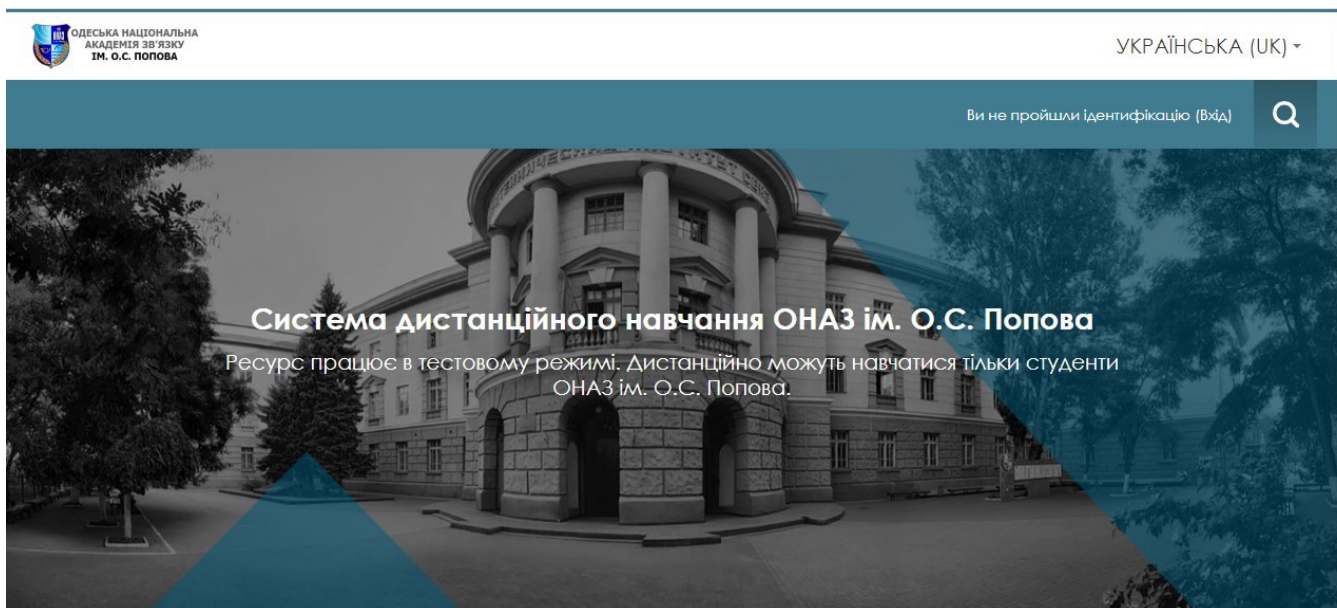 ОДЕСЬКА НАЦІОНАЛЬНА
АКАДЕМІЯ ЗВ'ЯЗКУ
ІМ. О.С. ПОПОВА
УКРАЇНСЬКА (UK)
Ви не пройшли ідентифікацію (Вхід)
Система дистанційного навчання ОНАЗ ім. О.С. Попова
Ресурс працює в тестовому режимі. Дистанційно можуть навчатися тільки студенти
ОНАЗ ім. О.С. Попова.